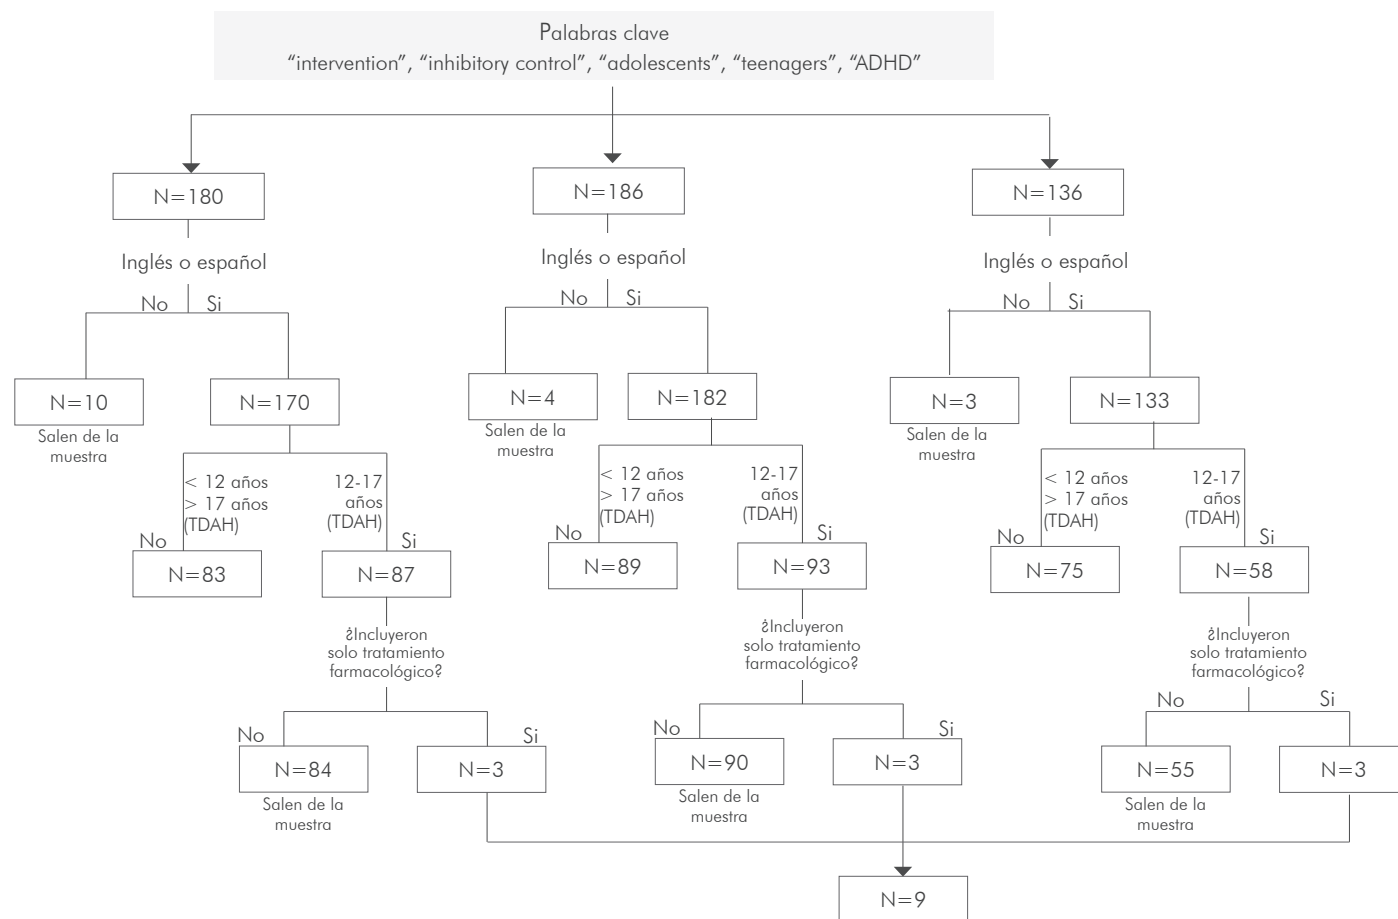 Palabras clave
“intervention”, “inhibitory control”, “adolescents”, “teenagers”, “ADHD”
N=180
Inglés o español
No
Si
N=10
Salen de la
muestra
N=170
< 12 años
> 17 años
(TDAH)
12-17
años
(TDAH)
No
Si
N=83
N=87
¿Incluyeron
solo tratamiento
farmacológico?
No
Si
N=84
Salen de la
muestra
N=3
N=186
Inglés o español
No
Si
N=4
Salen de la
muestra
N=182
< 12 años
> 17 años
(TDAH)
12-17
años
(TDAH)
No
Si
N=89
N=93
¿Incluyeron
solo tratamiento
farmacológico?
No
Si
N=90
Salen de la
muestra
N=3
N=136
Inglés o español
No
Si
N=3
Salen de la
muestra
N=133
< 12 años
> 17 años
(TDAH)
12-17
años
(TDAH)
No
Si
N=75
N=58
¿Incluyeron
solo tratamiento
farmacológico?
No
Si
N=55
Salen de la
muestra
N=3
N=9